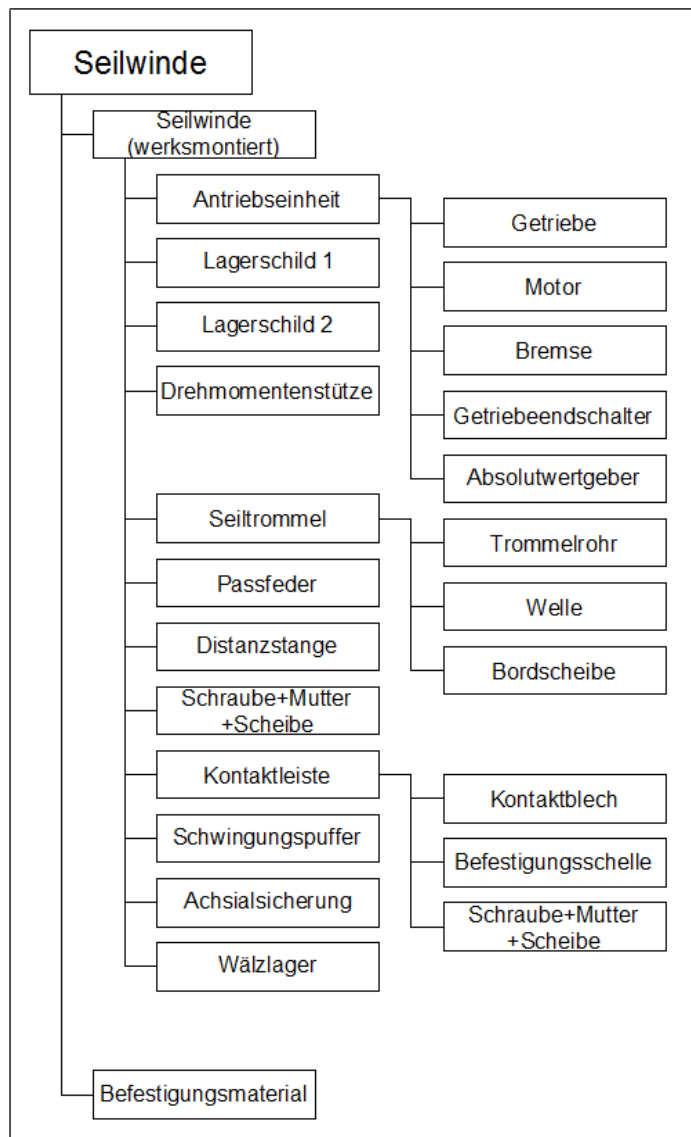 Seilwinde
Seilwinde
(werksmontiert)
Antriebseinheit
Getriebe
Lagerschild 1
Motor
Lagerschild 2
Bremse
Drehmomentenstütze
Getriebeendschalter
Absolutwertgeber
Seiltrommel
Trommelrohr
Passfeder
Welle
Distanzstange
Bordscheibe
Schraube+Mutter
+Scheibe
Kontaktleiste
Kontaktblech
Schwingungspuffer
Befestigungsschelle
Achsialsicherung
Schraube+Mutter
+Scheibe
Wälzlager
Befestigungsmaterial